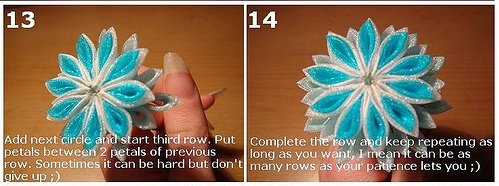 13
Add next circle and start third row. Put
petals between 2 petals of previous
row. Sometimes it can be hard but don't
give up ;)
14
Complete the row and keep repeating as
long as you want, I mean it can be as
many rows as your patience lets you ;)